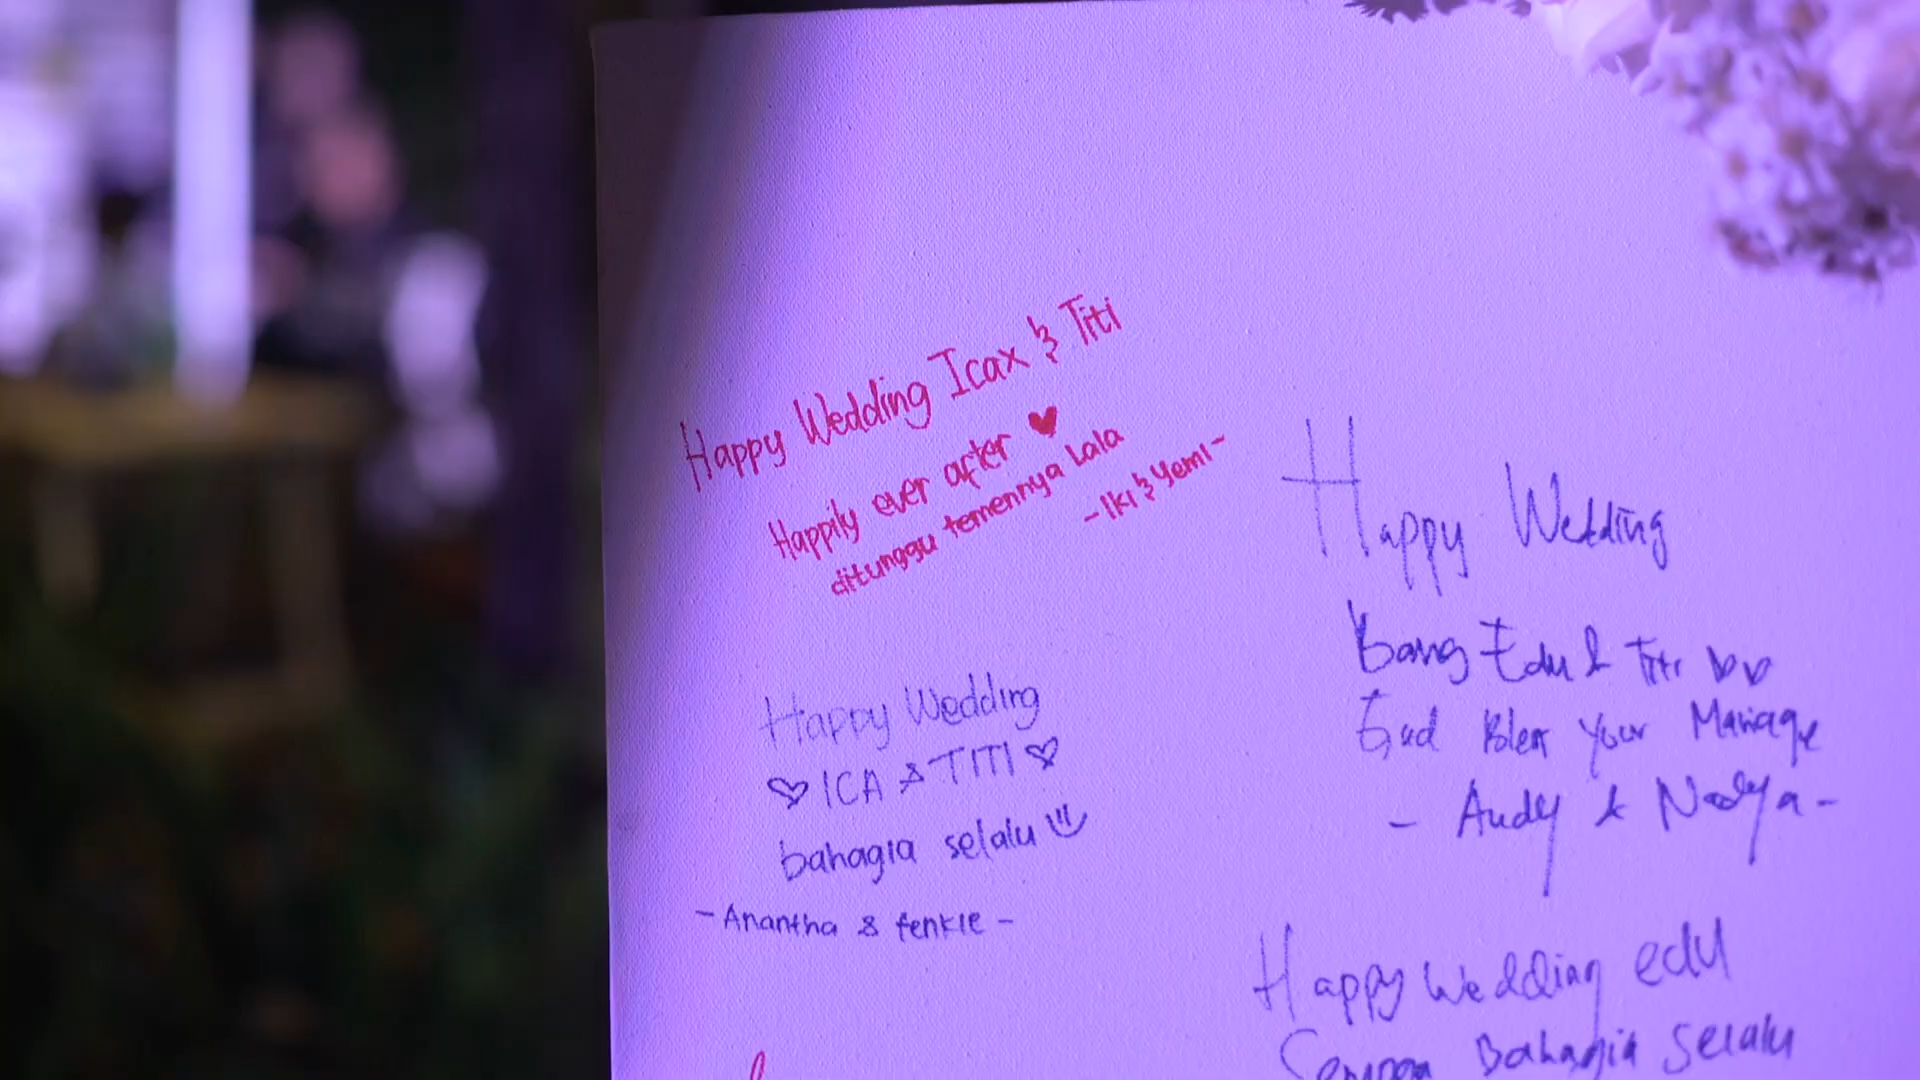 Happy Wedding Icax & Titi
Happily ever after ♥
ditunggu temennya Lala
- Iki & Yemi -
Happy Wedding
♡ ICA & TITI ♡
bahagia selalu
- Anantha & fenkie -
Happy Wedding
Bang Edu & Titi ♡♡
God Bless Your Marriage
- Audy & Nadya -
Happy Wedding edu
Semoga Bahagia Selalu